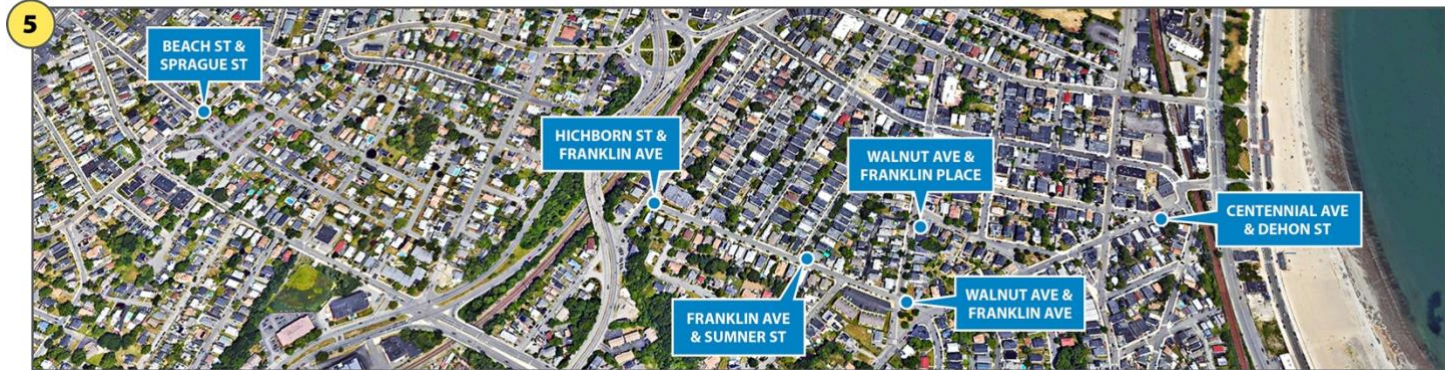 5
BEACH ST &
SPRAGUE ST
HICHBORN ST &
FRANKLIN AVE
WALNUT AVE &
FRANKLIN PLACE
CENTENNIAL AVE
& DEHON ST
FRANKLIN AVE
& SUMNER ST
WALNUT AVE &
FRANKLIN AVE